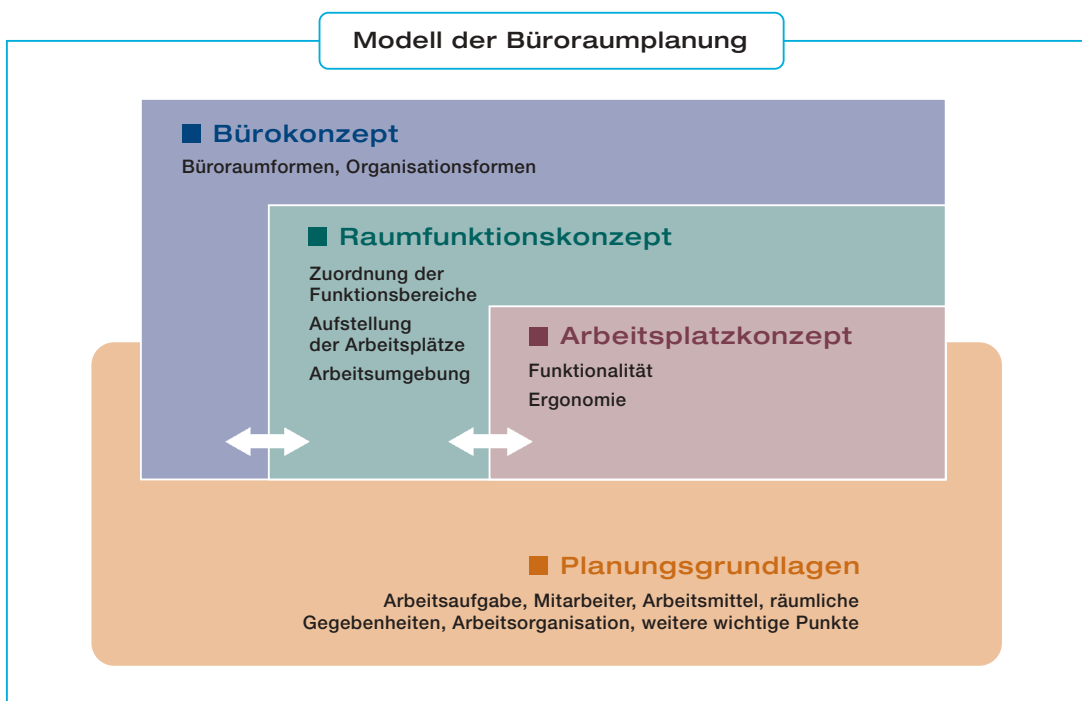 Modell der Büroraumplanung
Bürokonzept
Büroraumformen, Organisationsformen
Raumfunktionskonzept
Zuordnung der
Funktionsbereiche
Aufstellung
der Arbeitsplätze
Arbeitsumgebung
Arbeitsplatzkonzept
Funktionalität
Ergonomie
Planungsgrundlagen
Arbeitsaufgabe, Mitarbeiter, Arbeitsmittel, räumliche
Gegebenheiten, Arbeitsorganisation, weitere wichtige Punkte